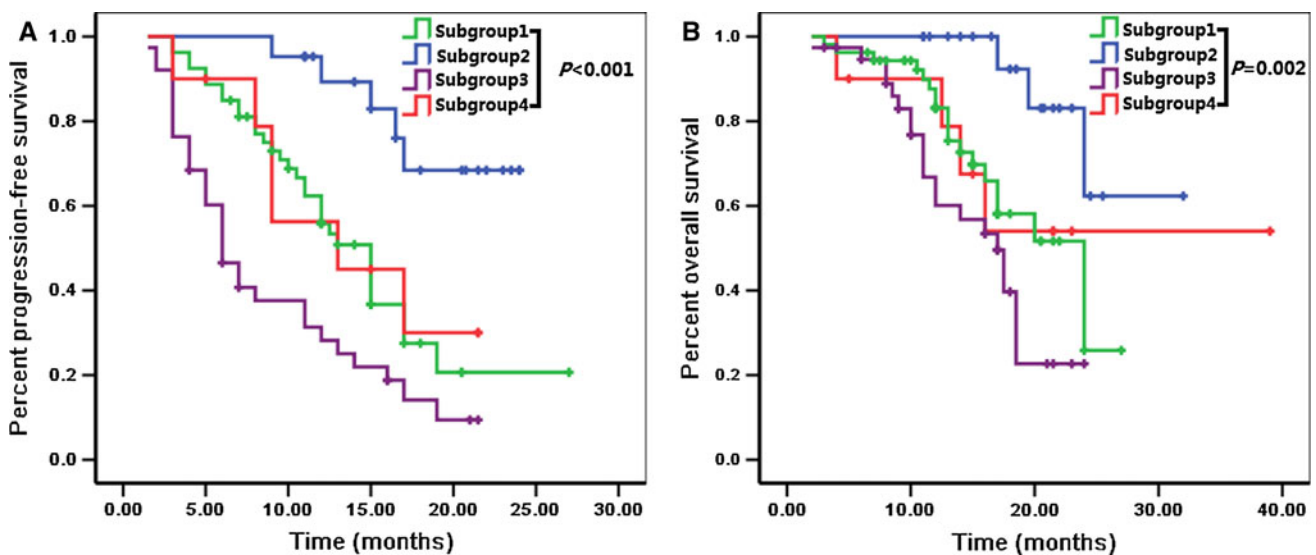 A
Subgroup1
Subgroup2
Subgroup3
Subgroup4
P<0.001
Percent progression-free survival
1.0
0.8
0.6
0.4
0.2
0.0
0.00 5.00 10.00 15.00 20.00 25.00 30.00
Time (months)
B
Subgroup1
Subgroup2
Subgroup3
Subgroup4
P=0.002
Percent overall survival
1.0
0.8
0.6
0.4
0.2
0.0
0.00 10.00 20.00 30.00 40.00
Time (months)